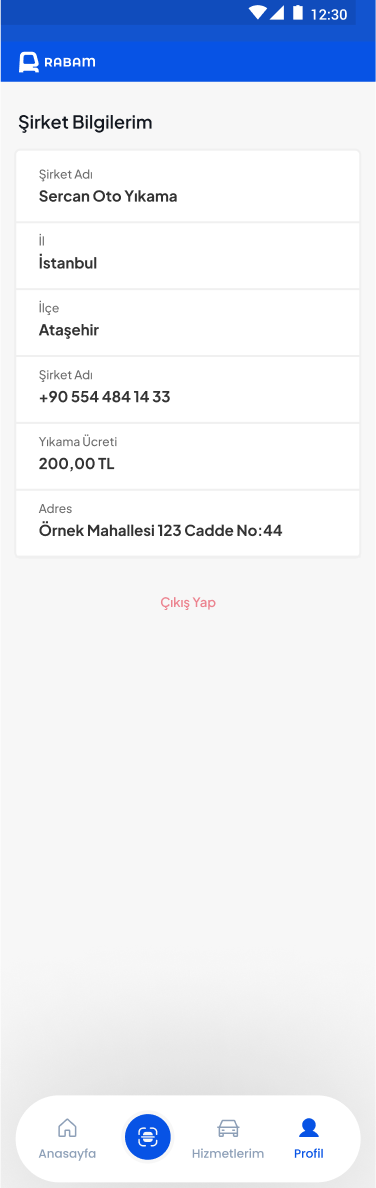 12:30
RABAM
Şirket Bilgilerim
Şirket Adı
Sercan Oto Yıkama
İl
İstanbul
İlçe
Ataşehir
Şirket Adı
+90 554 484 14 33
Yıkama Ücreti
200,00 TL
Adres
Örnek Mahallesi 123 Cadde No:44
Çıkış Yap
Anasayfa
Hizmetlerim
Profil